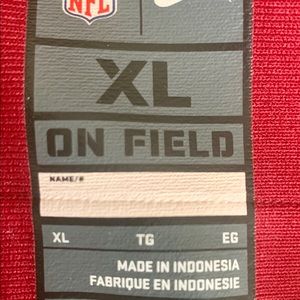 NFL
XL
ON FIELD
NAME/#
XL TG EG
MADE IN INDONESIA
FABRIQUE EN INDONESIE